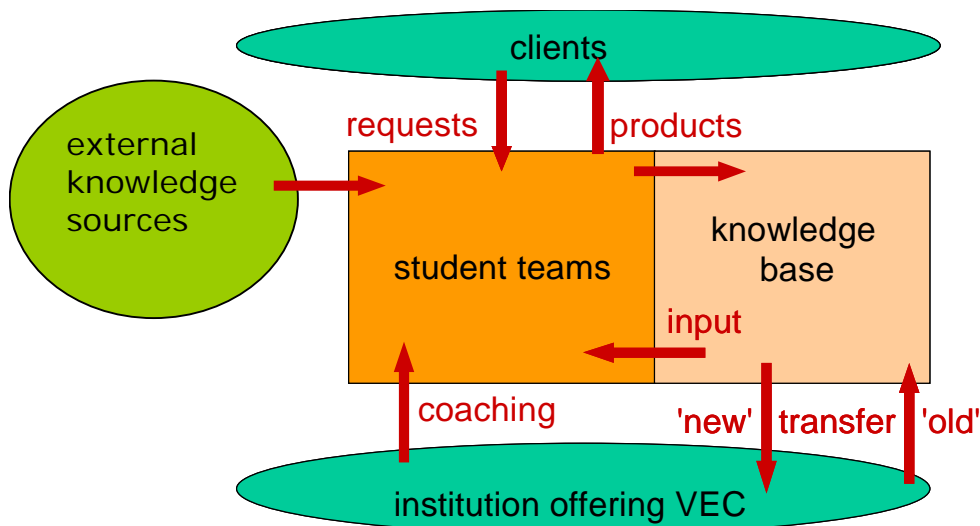 clients
requests
products
external
knowledge
sources
student teams
knowledge
base
input
coaching
'new' transfer 'old'
institution offering VEC